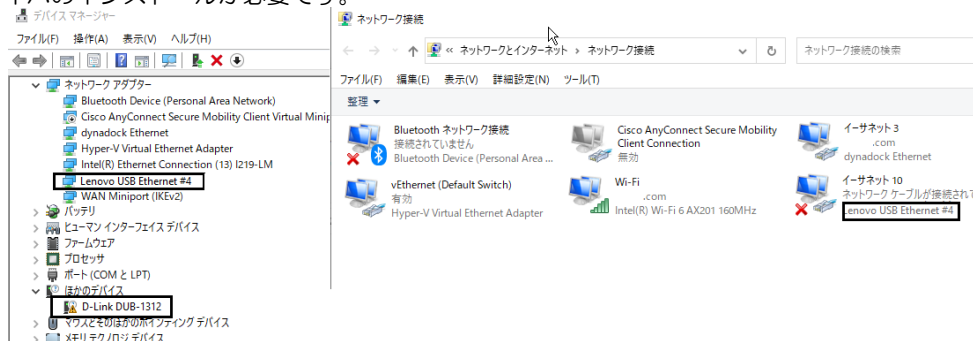 デバイス マネージャー
ファイル(F) 操作(A) 表示(V) ヘルプ(H)
ネットワーク アダプター
Bluetooth Device (Personal Area Network)
Cisco AnyConnect Secure Mobility Client Virtual Minip
dynadock Ethernet
Hyper-V Virtual Ethernet Adapter
Intel(R) Ethernet Connection (13) I219-LM
Lenovo USB Ethernet #4
WAN Miniport (IKEv2)
バッテリ
ヒューマン インターフェイス デバイス
ファームウェア
プロセッサ
ポート (COM と LPT)
ほかのデバイス
D-Link DUB-1312
マウスとそのほかのポインティング デバイス
メモリ テクノロジ デバイス
ネットワーク接続
« ネットワークとインターネット › ネットワーク接続
ネットワーク接続の検索
ファイル(F) 編集(E) 表示(V) 詳細設定(N) ツール(T)
整理
Bluetooth ネットワーク接続
接続されていません
Bluetooth Device (Personal Area ...
Cisco AnyConnect Secure Mobility
Client Connection
無効
イーサネット 3
.com
dynadock Ethernet
vEthernet (Default Switch)
有効
Hyper-V Virtual Ethernet Adapter
Wi-Fi
.com
Intel(R) Wi-Fi 6 AX201 160MHz
イーサネット 10
ネットワーク ケーブルが接続されて
Lenovo USB Ethernet #4